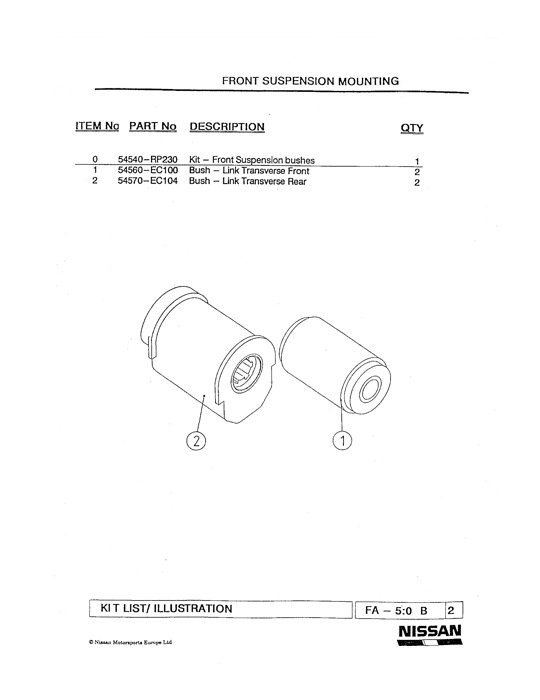 FRONT SUSPENSION MOUNTING
ITEM No PART No DESCRIPTION QTY
0 54540-RP230 Kit - Front Suspension bushes 1
1 54560-EC100 Bush - Link Transverse Front 2
2 54570-EC104 Bush - Link Transverse Rear 2
2 1
KIT LIST/ ILLUSTRATION FA - 5:0 B 2
NISSAN
© Nissan Motorsports Europe Ltd